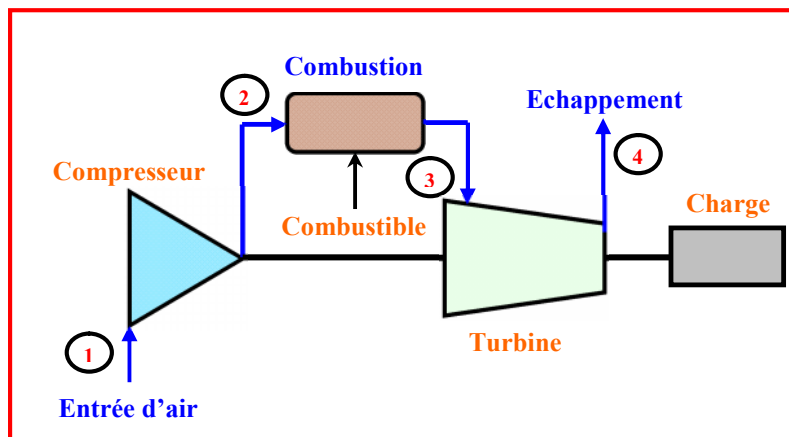 Combustion
2
Echappement
4
Compresseur
3
Charge
Combustible
1
Turbine
Entrée d’air